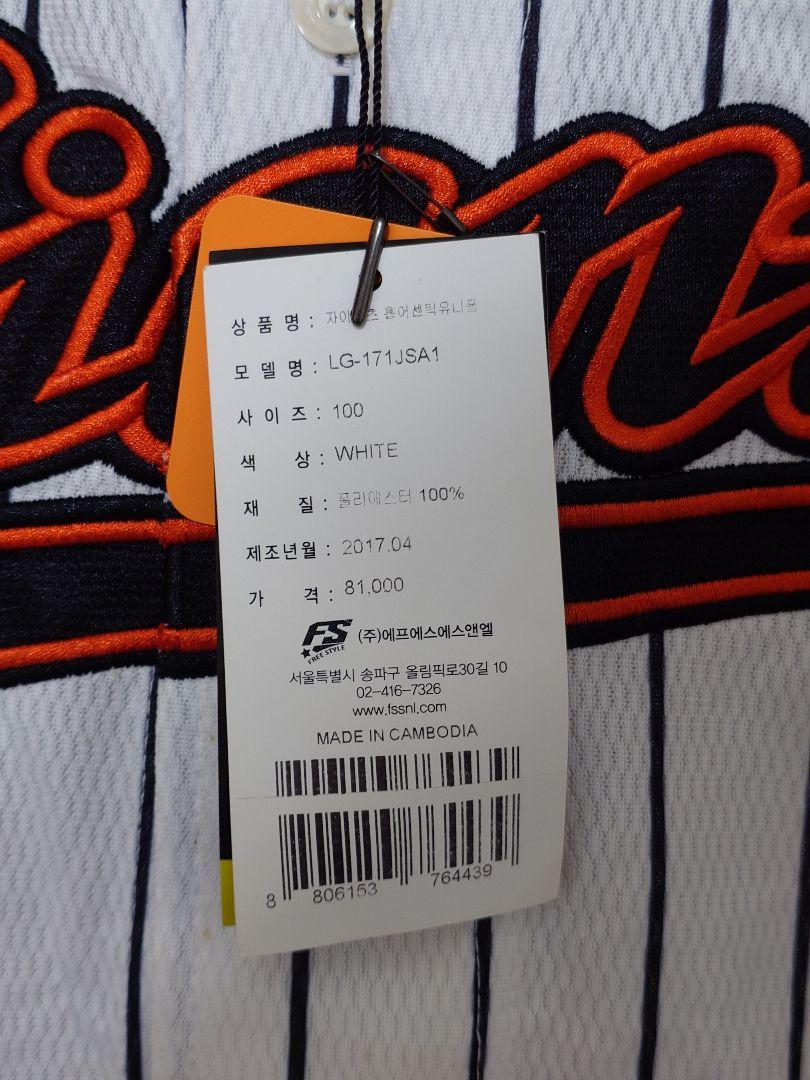 상 품 명 : 자이언츠 홈어센틱유니폼
모 델 명 : LG-171JSA1
사 이 즈 : 100
색 상 : WHITE
재 질 : 폴리에스터 100%
제조년월 : 2017.04
가 격 : 81,000
FS FREE STYLE (주)에프에스에스앤엘
서울특별시 송파구 올림픽로30길 10
02-416-7326
www.fssnl.com
MADE IN CAMBODIA
8 806153 764439